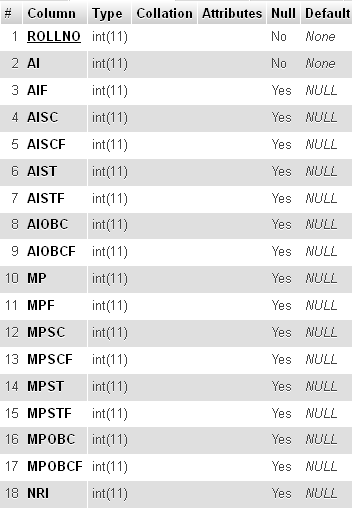 # Column Type Collation Attributes Null Default
1 ROLLNO int(11) No None
2 AI int(11) No None
3 AIF int(11) Yes NULL
4 AISC int(11) Yes NULL
5 AISCF int(11) Yes NULL
6 AIST int(11) Yes NULL
7 AISTF int(11) Yes NULL
8 AIOBC int(11) Yes NULL
9 AIOBCF int(11) Yes NULL
10 MP int(11) Yes NULL
11 MPF int(11) Yes NULL
12 MPSC int(11) Yes NULL
13 MPSCF int(11) Yes NULL
14 MPST int(11) Yes NULL
15 MPSTF int(11) Yes NULL
16 MPOBC int(11) Yes NULL
17 MPOBCF int(11) Yes NULL
18 NRI int(11) Yes NULL